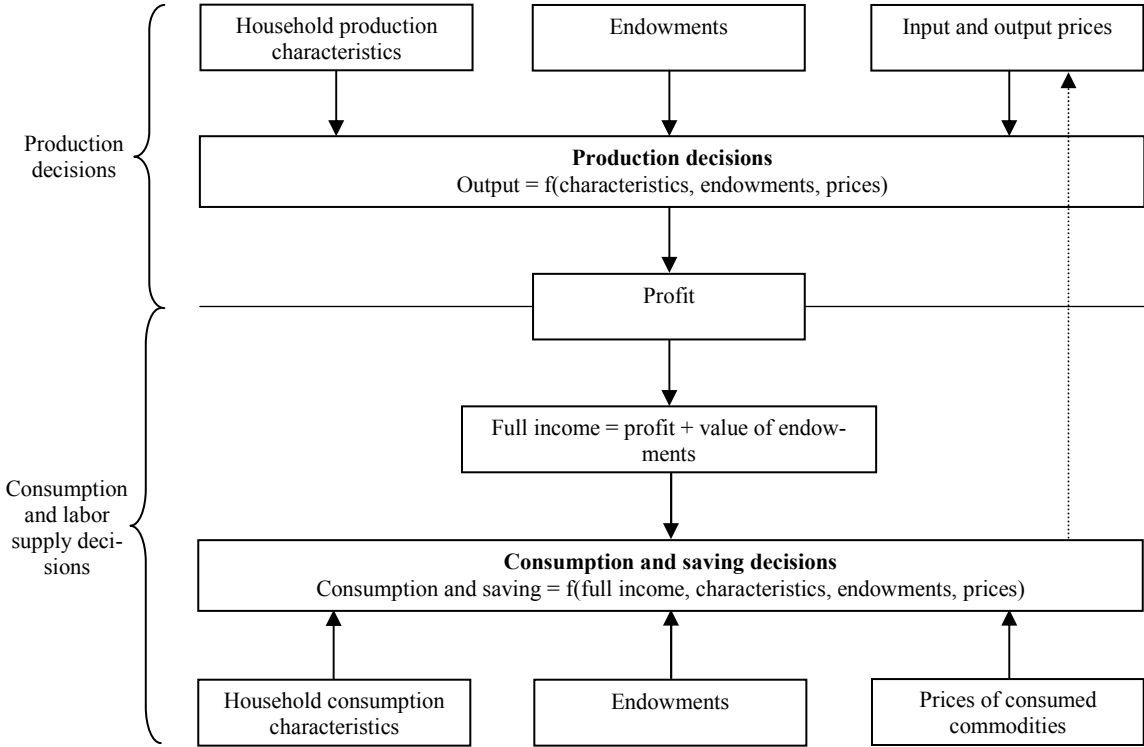 Household production
characteristics
Endowments
Input and output prices
Production
decisions
Production decisions
Output = f(characteristics, endowments, prices)
Profit
Full income = profit + value of endow-
ments
Consumption
and labor
supply deci-
sions
Consumption and saving decisions
Consumption and saving = f(full income, characteristics, endowments, prices)
Household consumption
characteristics
Endowments
Prices of consumed
commodities